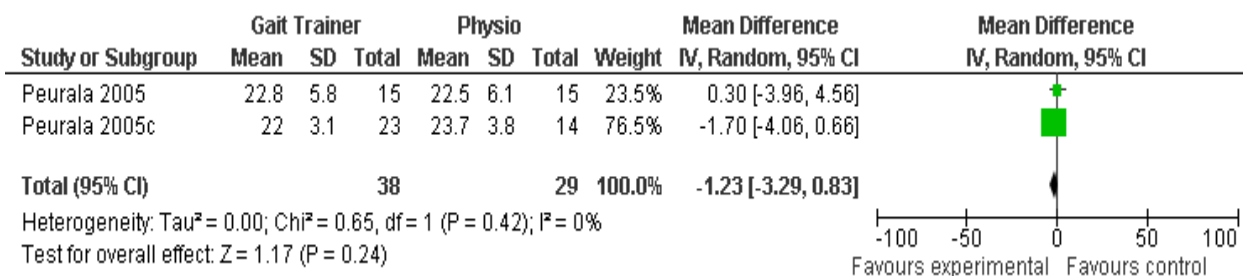 Gait Trainer Physio Mean Difference Mean Difference
Study or Subgroup Mean SD Total Mean SD Total Weight IV, Random, 95% CI IV, Random, 95% CI
Peurala 2005 22.8 5.8 15 22.5 6.1 15 23.5% 0.30 [-3.96, 4.56]
Peurala 2005c 22 3.1 23 23.7 3.8 14 76.5% -1.70 [-4.06, 0.66]
Total (95% CI) 38 29 100.0% -1.23 [-3.29, 0.83]
Heterogeneity: Tau² = 0.00; Chi² = 0.65, df = 1 (P = 0.42); I² = 0%
Test for overall effect: Z = 1.17 (P = 0.24)
-100 -50 0 50 100
Favours experimental Favours control